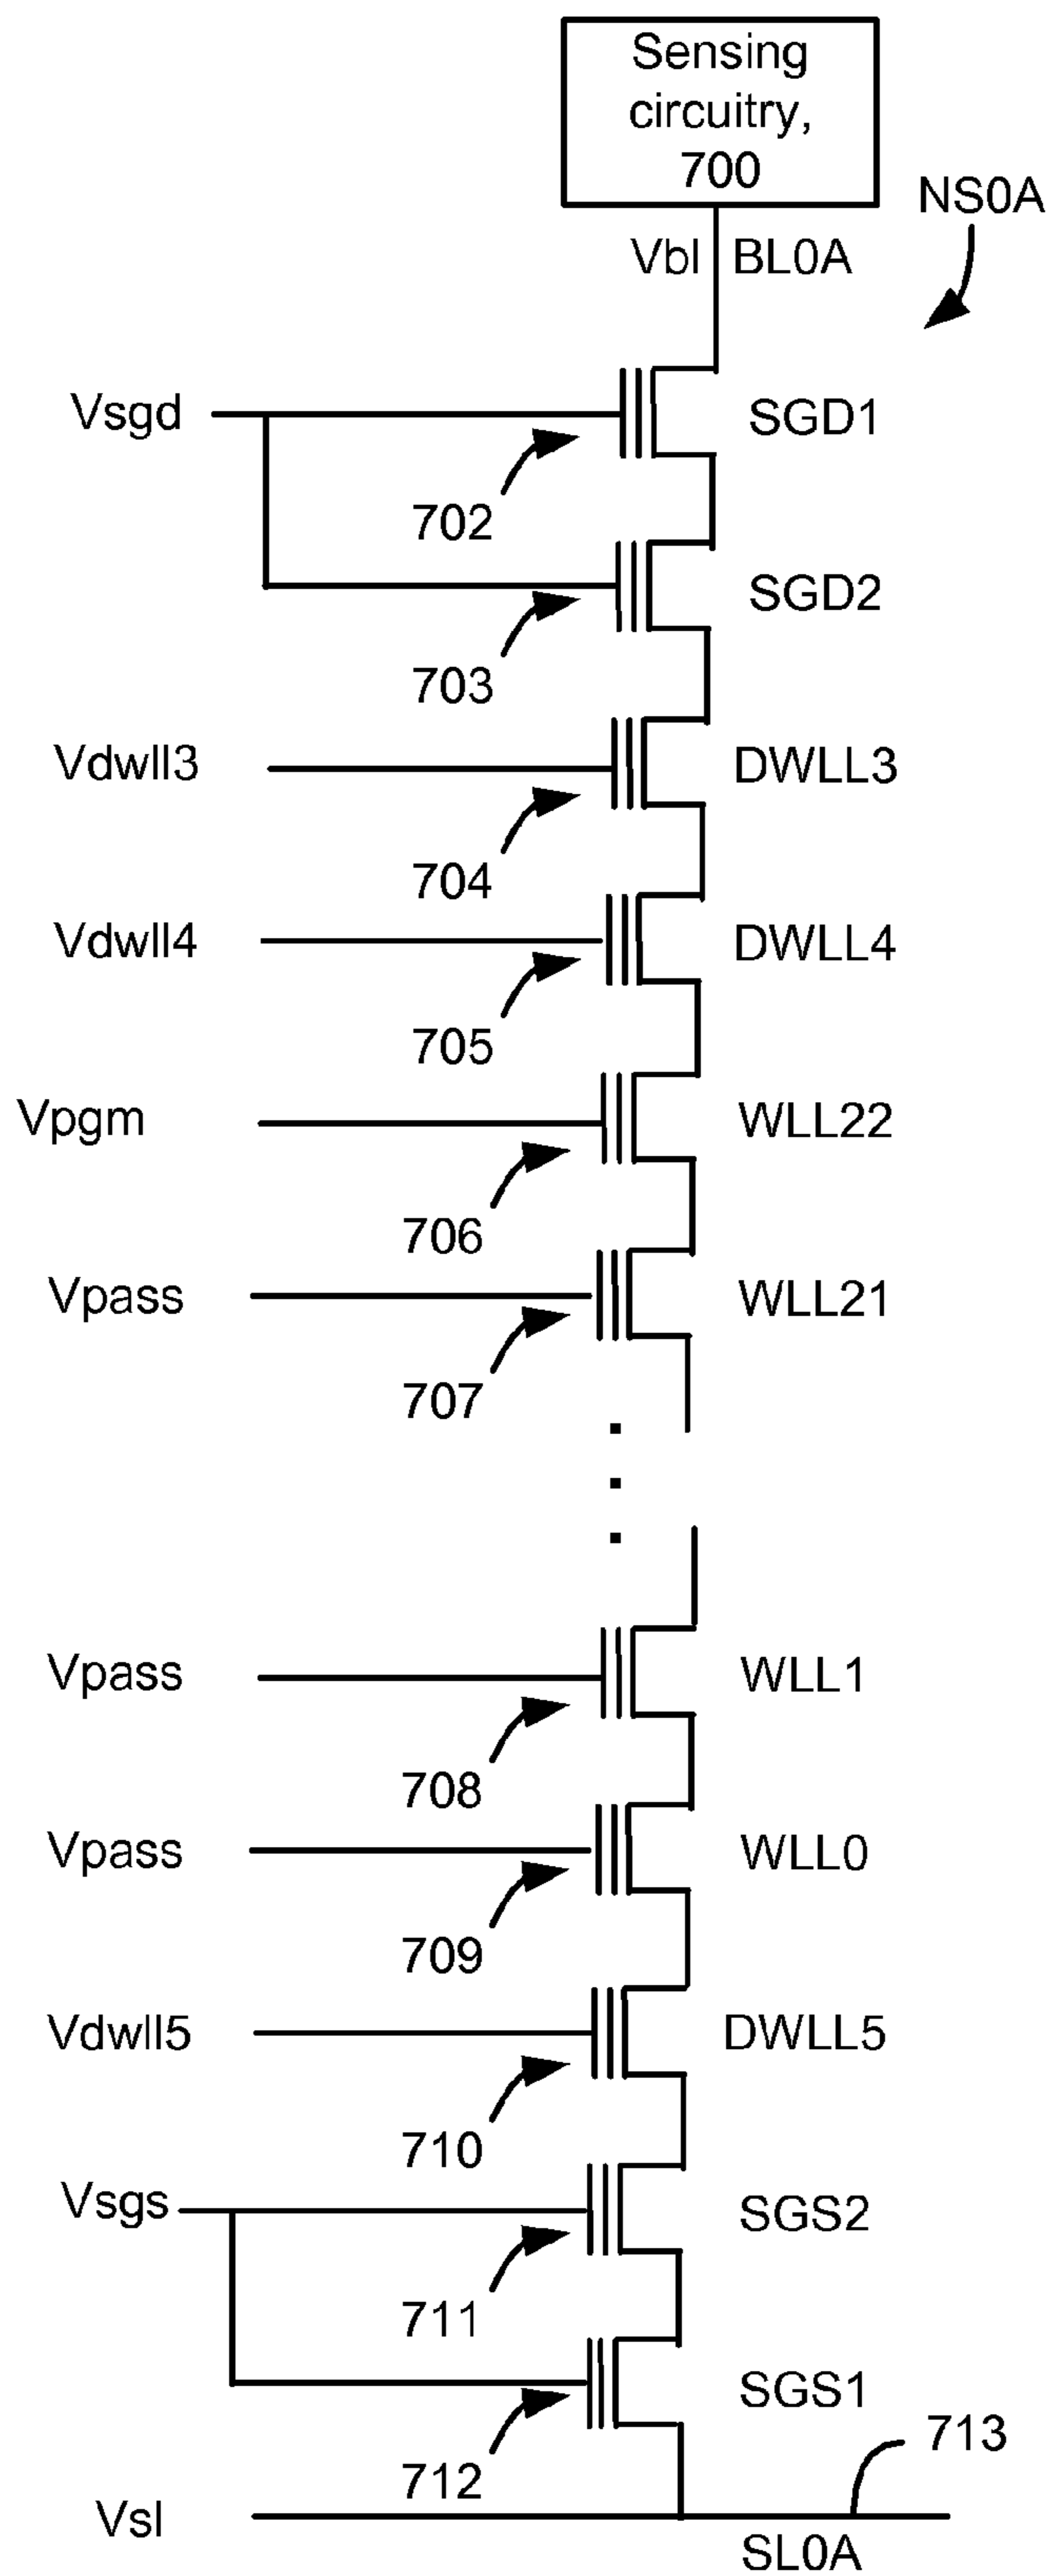 Sensing
circuitry,
700
NS0A
Vbl BL0A
Vsgd SGD1
702
SGD2
703
Vdwll3 DWLL3
704
Vdwll4 DWLL4
705
Vpgm WLL22
706
Vpass WLL21
707
Vpass WLL1
708
Vpass WLL0
709
Vdwll5 DWLL5
710
Vsgs SGS2
711
SGS1
713
712
Vsl
SL0A